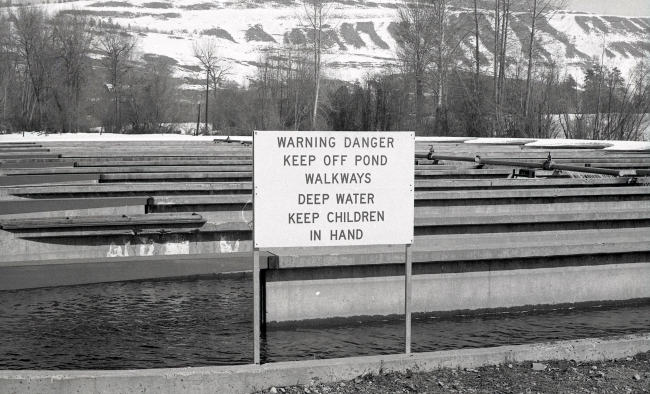 WARNING DANGER
KEEP OFF POND
WALKWAYS
DEEP WATER
KEEP CHILDREN
IN HAND